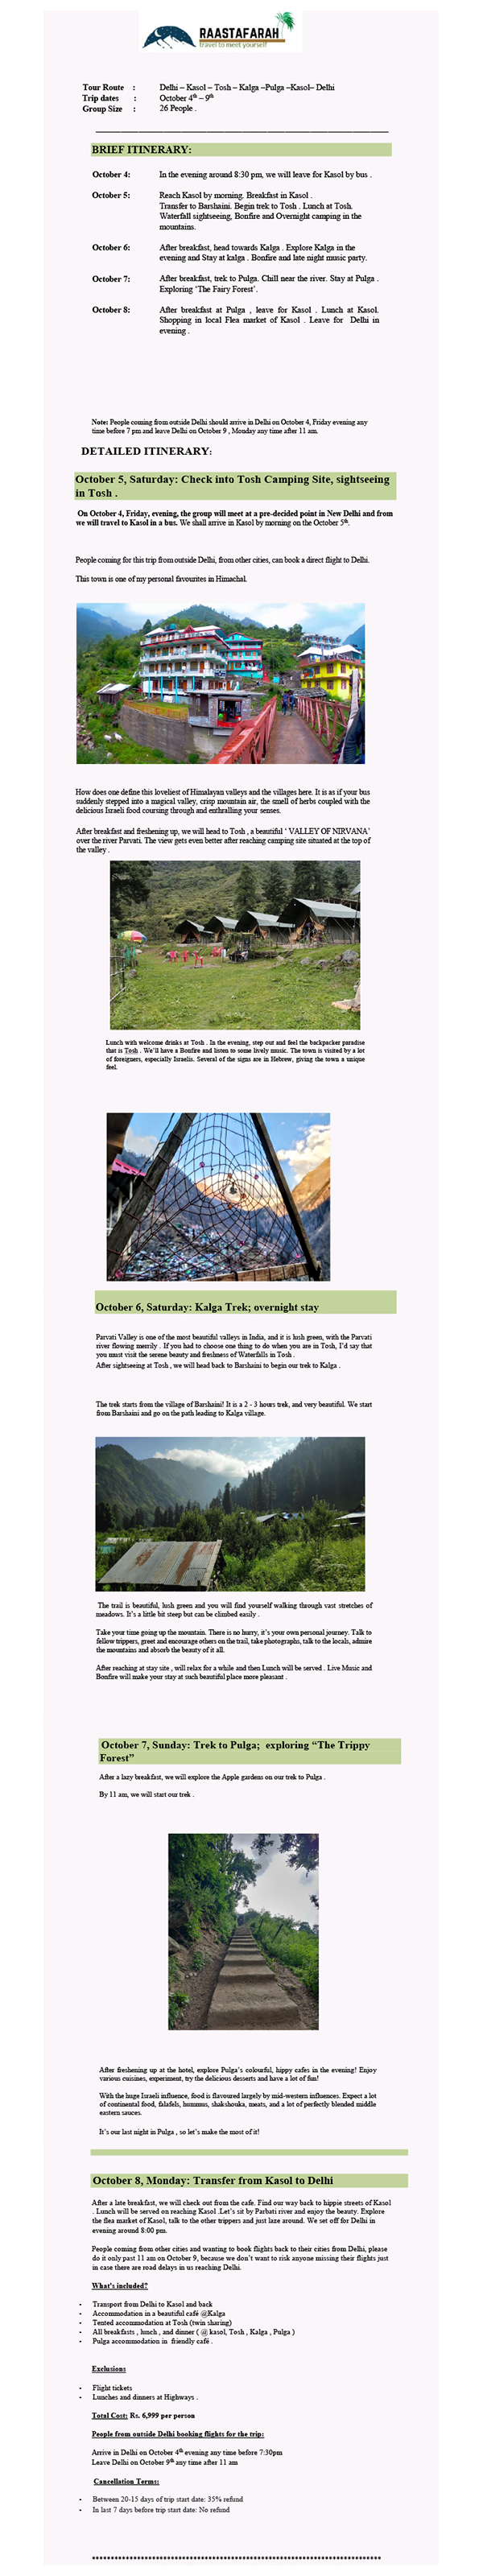 RAASTAFARAH
travel to meet yourself
Tour Route : Delhi – Kasol – Tosh – Kalga –Pulga –Kasol– Delhi
Trip dates : October 4th – 9th
Group Size : 26 People .
BRIEF ITINERARY:
October 4: In the evening around 8:30 pm, we will leave for Kasol by bus .
October 5: Reach Kasol by morning. Breakfast in Kasol .
Transfer to Barshaini. Begin trek to Tosh . Lunch at Tosh.
Waterfall sightseeing, Bonfire and Overnight camping in the
mountains.
October 6: After breakfast, head towards Kalga . Explore Kalga in the
evening and Stay at kalga . Bonfire and late night music party.
October 7: After breakfast, trek to Pulga. Chill near the river. Stay at Pulga .
Exploring ‘The Fairy Forest’.
October 8: After breakfast at Pulga , leave for Kasol . Lunch at Kasol.
Shopping in local Flea market of Kasol . Leave for Delhi in
evening .
Note: People coming from outside Delhi should arrive in Delhi on October 4, Friday evening any
time before 7 pm and leave Delhi on October 9 , Monday any time after 11 am.
DETAILED ITINERARY:
October 5, Saturday: Check into Tosh Camping Site, sightseeing
in Tosh .
On October 4, Friday, evening, the group will meet at a pre-decided point in New Delhi and from
we will travel to Kasol in a bus. We shall arrive in Kasol by morning on the October 5th.
People coming for this trip from outside Delhi, from other cities, can book a direct flight to Delhi.
This town is one of my personal favourites in Himachal.
How does one define this loveliest of Himalayan valleys and the villages here. It is as if your bus
suddenly stepped into a magical valley, crisp mountain air, the smell of herbs coupled with the
delicious Israeli food coursing through and enthralling your senses.
After breakfast and freshening up, we will head to Tosh , a beautiful ‘ VALLEY OF NIRVANA’
over the river Parvati. The view gets even better after reaching camping site situated at the top of
the valley .
Lunch with welcome drinks at Tosh . In the evening, step out and feel the backpacker paradise
that is Tosh . We’ll have a Bonfire and listen to some lively music. The town is visited by a lot
of foreigners, especially Israelis. Several of the signs are in Hebrew, giving the town a unique
feel.
October 6, Saturday: Kalga Trek; overnight stay
Parvati Valley is one of the most beautiful valleys in India, and it is lush green, with the Parvati
river flowing merrily . If you had to choose one thing to do when you are in Tosh, I’d say that
you must visit the serene beauty and freshness of Waterfalls in Tosh .
After sightseeing at Tosh , we will head back to Barshaini to begin our trek to Kalga .
The trek starts from the village of Barshaini! It is a 2 - 3 hours trek, and very beautiful. We start
from Barshaini and go on the path leading to Kalga village.
The trail is beautiful, lush green and you will find yourself walking through vast stretches of
meadows. It’s a little bit steep but can be climbed easily .
Take your time going up the mountain. There is no hurry, it’s your own personal journey. Talk to
fellow trippers, greet and encourage others on the trail, take photographs, talk to the locals, admire
the mountains and absorb the beauty of it all.
After reaching at stay site , will relax for a while and then Lunch will be served . Live Music and
Bonfire will make your stay at such beautiful place more pleasant .
October 7, Sunday: Trek to Pulga; exploring “The Trippy
Forest”
After a lazy breakfast, we will explore the Apple gardens on our trek to Pulga .
By 11 am, we will start our trek .
After freshening up at the hotel, explore Pulga’s colourful, hippy cafes in the evening! Enjoy
various cuisines, experiment, try the delicious desserts and have a lot of fun!
With the huge Israeli influence, food is flavoured largely by mid-western influences. Expect a lot
of continental food, falafels, hummus, shakshouka, meats, and a lot of perfectly blended middle
eastern sauces.
It’s our last night in Pulga , so let’s make the most of it!
October 8, Monday: Transfer from Kasol to Delhi
After a late breakfast, we will check out from the cafe. Find our way back to hippie streets of Kasol
. Lunch will be served on reaching Kasol .Let’s sit by Parbati river and enjoy the beauty. Explore
the flea market of Kasol, talk to the other trippers and just laze around. We set off for Delhi in
evening around 8:00 pm.
People coming from other cities and wanting to book flights back to their cities from Delhi, please
do it only past 11 am on October 9, because we don’t want to risk anyone missing their flights just
in case there are road delays in us reaching Delhi.
What’s included?
• Transport from Delhi to Kasol and back
• Accommodation in a beautiful café @Kalga
• Tented accommodation at Tosh (twin sharing)
• All breakfasts , lunch , and dinner ( @ kasol, Tosh , Kalga , Pulga )
• Pulga accommodation in friendly café .
Exclusions
• Flight tickets
• Lunches and dinners at Highways .
Total Cost: Rs. 6,999 per person
People from outside Delhi booking flights for the trip:
Arrive in Delhi on October 4th evening any time before 7:30pm
Leave Delhi on October 9th any time after 11 am
Cancellation Terms:
• Between 20-15 days of trip start date: 35% refund
• In last 7 days before trip start date: No refund